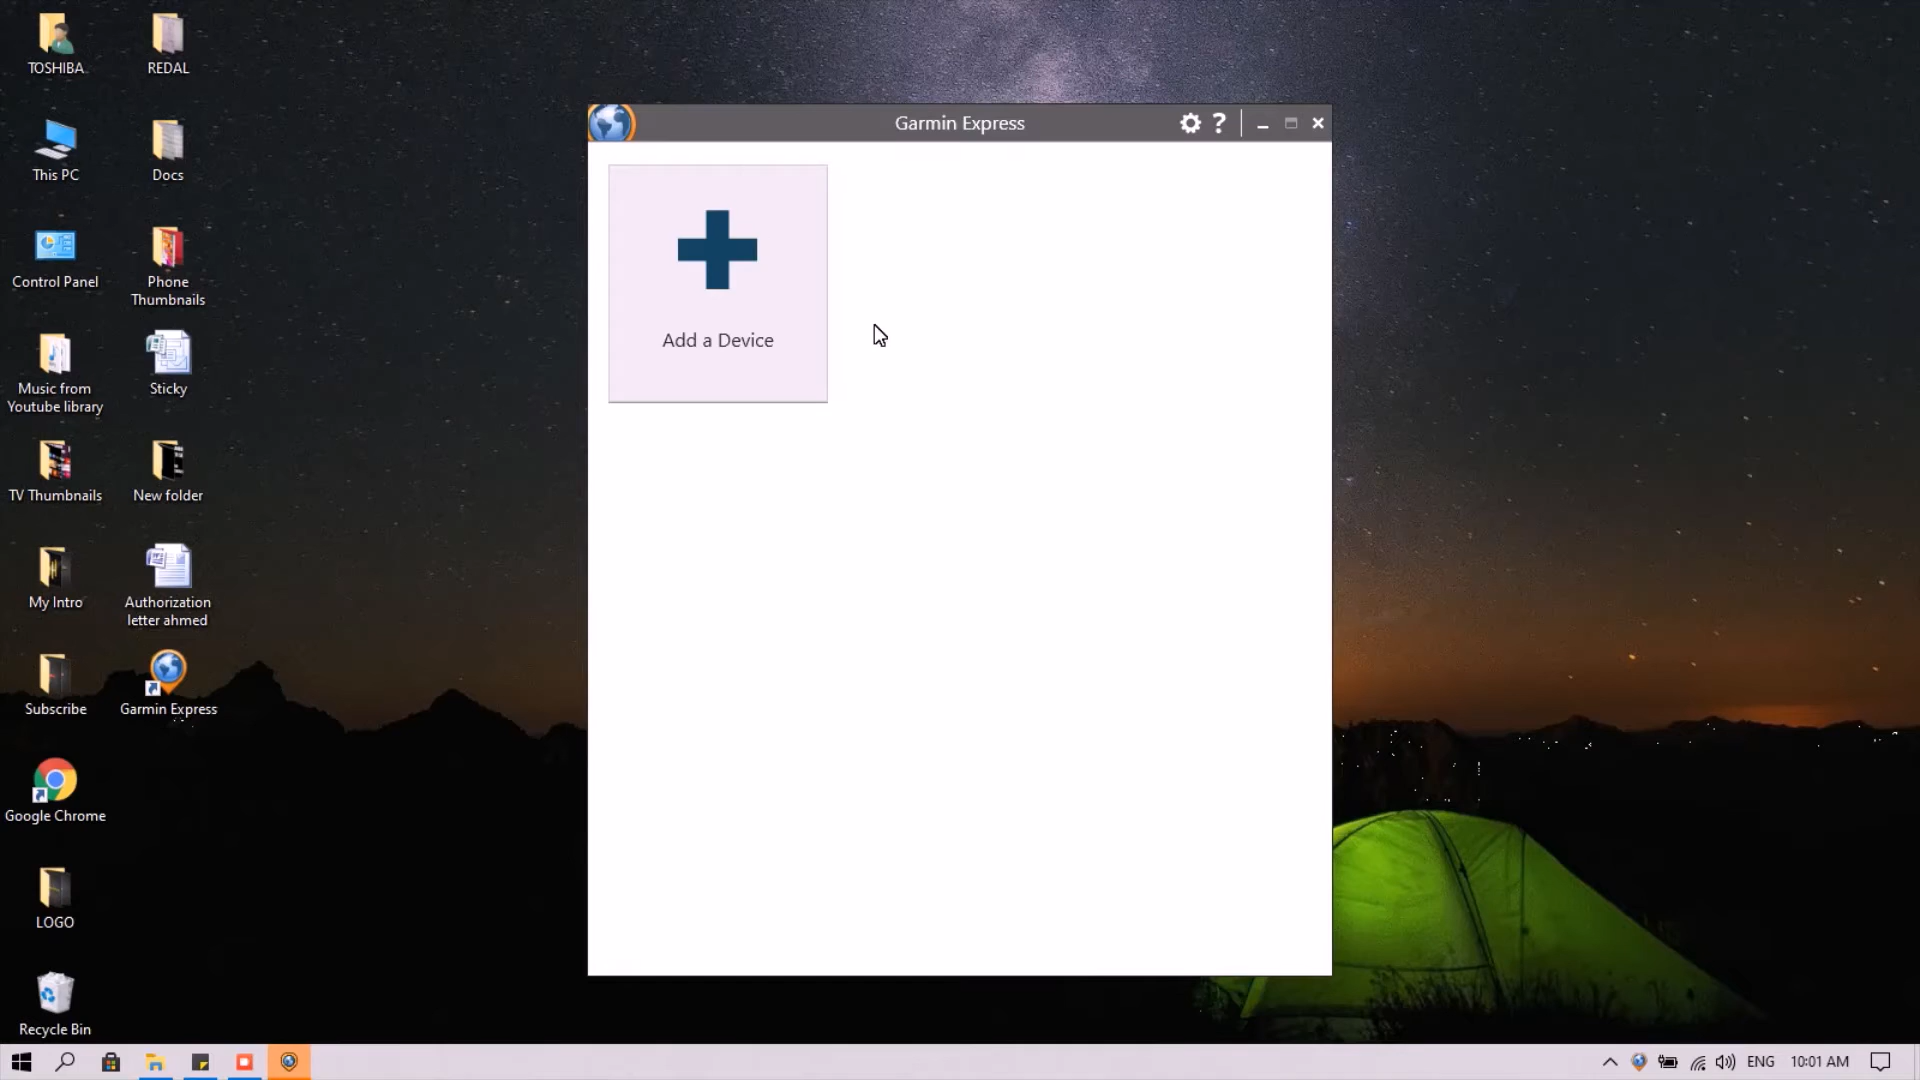 TOSHIBA
REDAL
This PC
Docs
Control Panel
Phone
Thumbnails
Music from
Youtube library
Sticky
TV Thumbnails
New folder
My Intro
Authorization
letter ahmed
Subscribe
Garmin Express
Google Chrome
LOGO
Recycle Bin
Garmin Express
?
Add a Device
ENG
10:01 AM